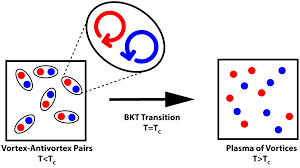 BKT Transition
T=Tc
Vortex-Antivortex Pairs
T<Tc
Plasma of Vortices
T>Tc